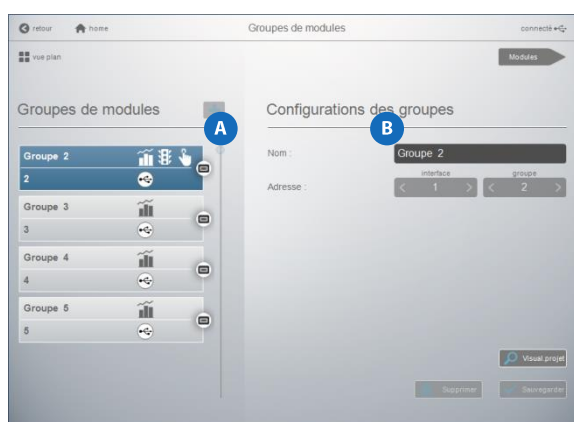 retour home Groupes de modules connecté
vue plan Modules
Groupes de modules Configurations des groupes
A B
Groupe 2
2
Groupe 3
3
Groupe 4
4
Groupe 5
5
Nom : Groupe 2
interface groupe
Adresse : < 1 > < 2 >
Visual.projet
Supprimer Sauvegarder